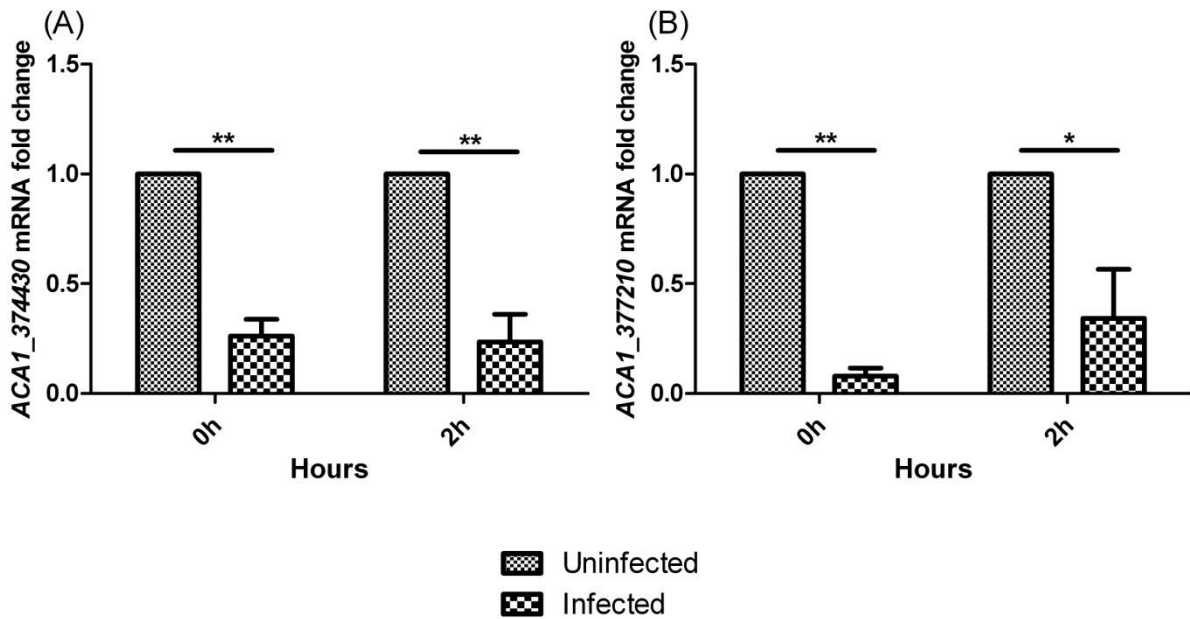 (A)
ACA1_374430 mRNA fold change
1.5
1.0
0.5
0.0
**
**
0h
2h
Hours
(B)
ACA1_377210 mRNA fold change
1.5
1.0
0.5
0.0
**
*
0h
2h
Hours
Uninfected
Infected